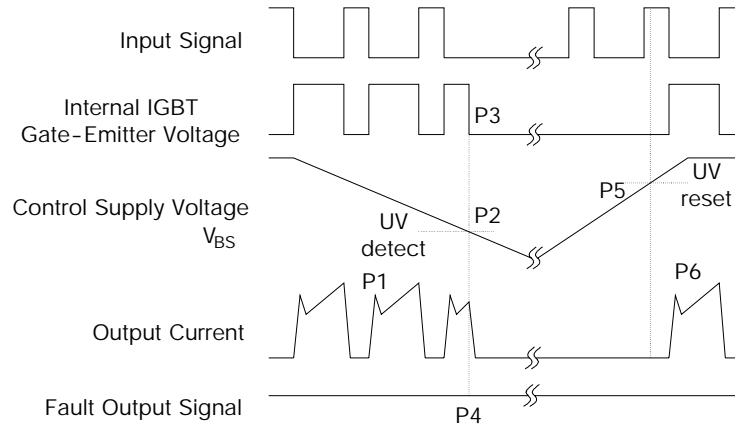 Input Signal
Internal IGBT
Gate-Emitter Voltage
P3
Control Supply Voltage
V_BS
UV
detect
P2
P5
UV
reset
P1
P6
Output Current
Fault Output Signal
P4